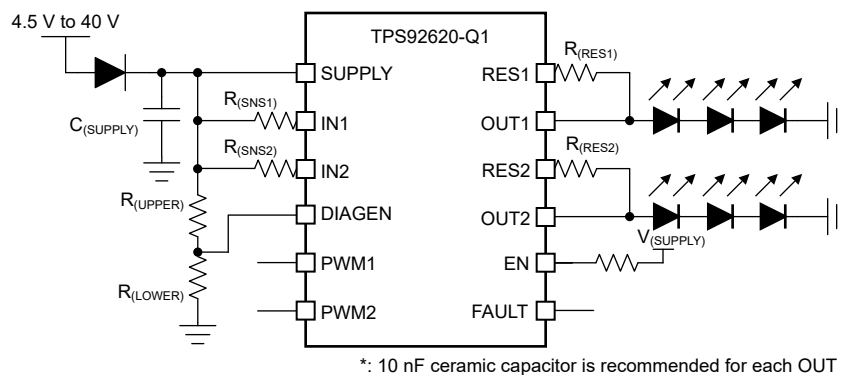 4.5 V to 40 V
TPS92620-Q1
R(RES1)
SUPPLY
RES1
R(SNS1)
C(SUPPLY)
IN1
OUT1
R(SNS2)
R(RES2)
IN2
RES2
R(UPPER)
DIAGEN
OUT2
V(SUPPLY)
PWM1
EN
R(LOWER)
PWM2
FAULT
*: 10 nF ceramic capacitor is recommended for each OUT